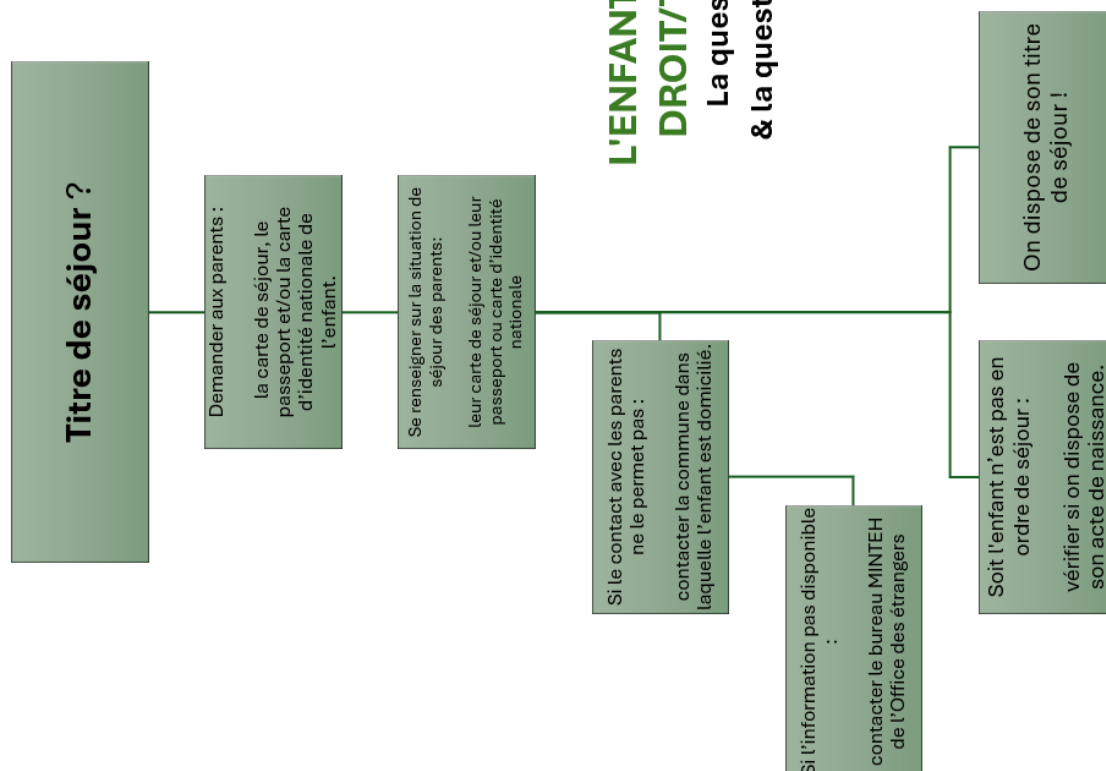 Titre de séjour ?
Demander aux parents :
la carte de séjour, le
passeport et/ou la carte
d'identité nationale de
l'enfant.
Se renseigner sur la situation de
séjour des parents:
leur carte de séjour et/ou leur
passeport ou carte d'identité
nationale
Si le contact avec les parents
ne le permet pas :
contacter la commune dans
laquelle l'enfant est domicilié.
Si l'information pas disponible
:
contacter le bureau MINTEH
de l'Office des étrangers
L'ENFANT
DROIT/
La ques
& la quest
Soit l'enfant n'est pas en
ordre de séjour :
vérifier si on dispose de
son acte de naissance.
On dispose de son titre
de séjour !